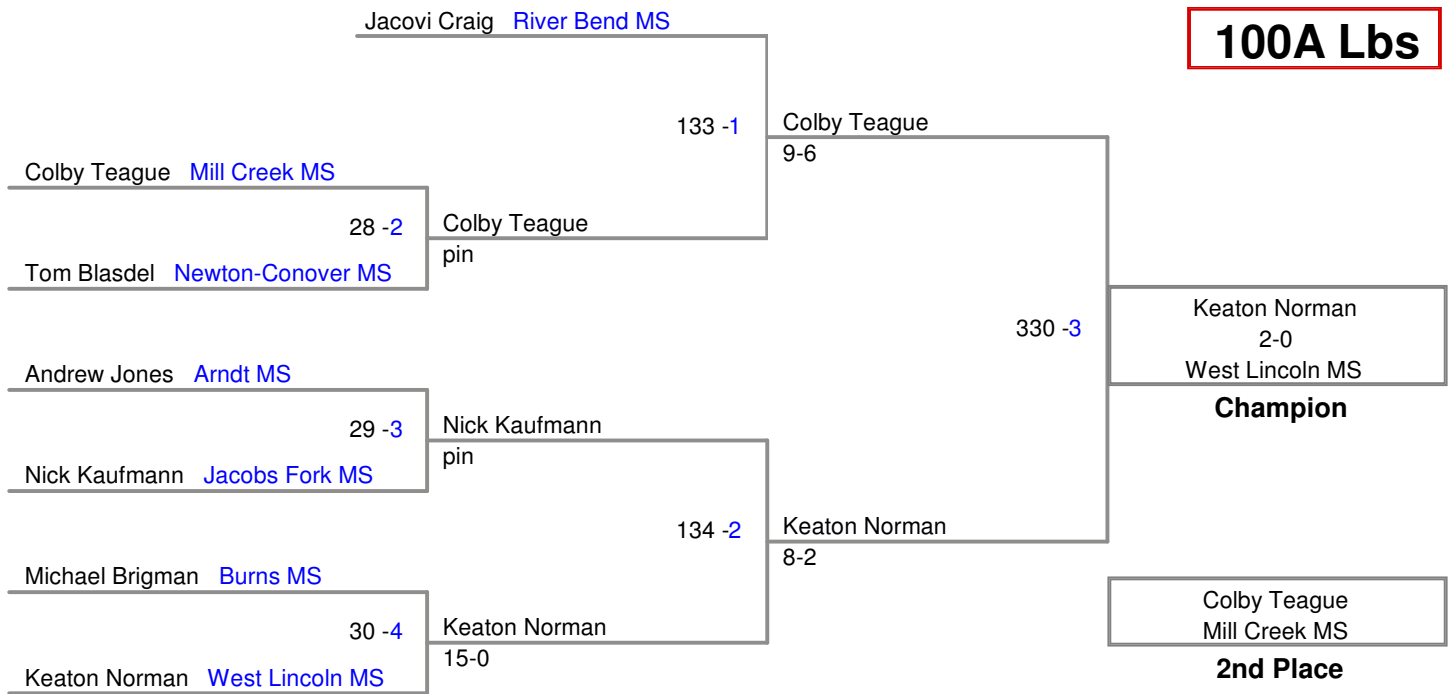 Jacovi Craig River Bend MS
100A Lbs
133 -1
Colby Teague
9-6
Colby Teague Mill Creek MS
28 -2
Colby Teague
pin
Tom Blasdel Newton-Conover MS
330 -3
Keaton Norman
2-0
West Lincoln MS
Champion
Andrew Jones Arndt MS
29 -3
Nick Kaufmann
pin
Nick Kaufmann Jacobs Fork MS
134 -2
Keaton Norman
8-2
Michael Brigman Burns MS
30 -4
Keaton Norman
15-0
Keaton Norman West Lincoln MS
Colby Teague
Mill Creek MS
2nd Place